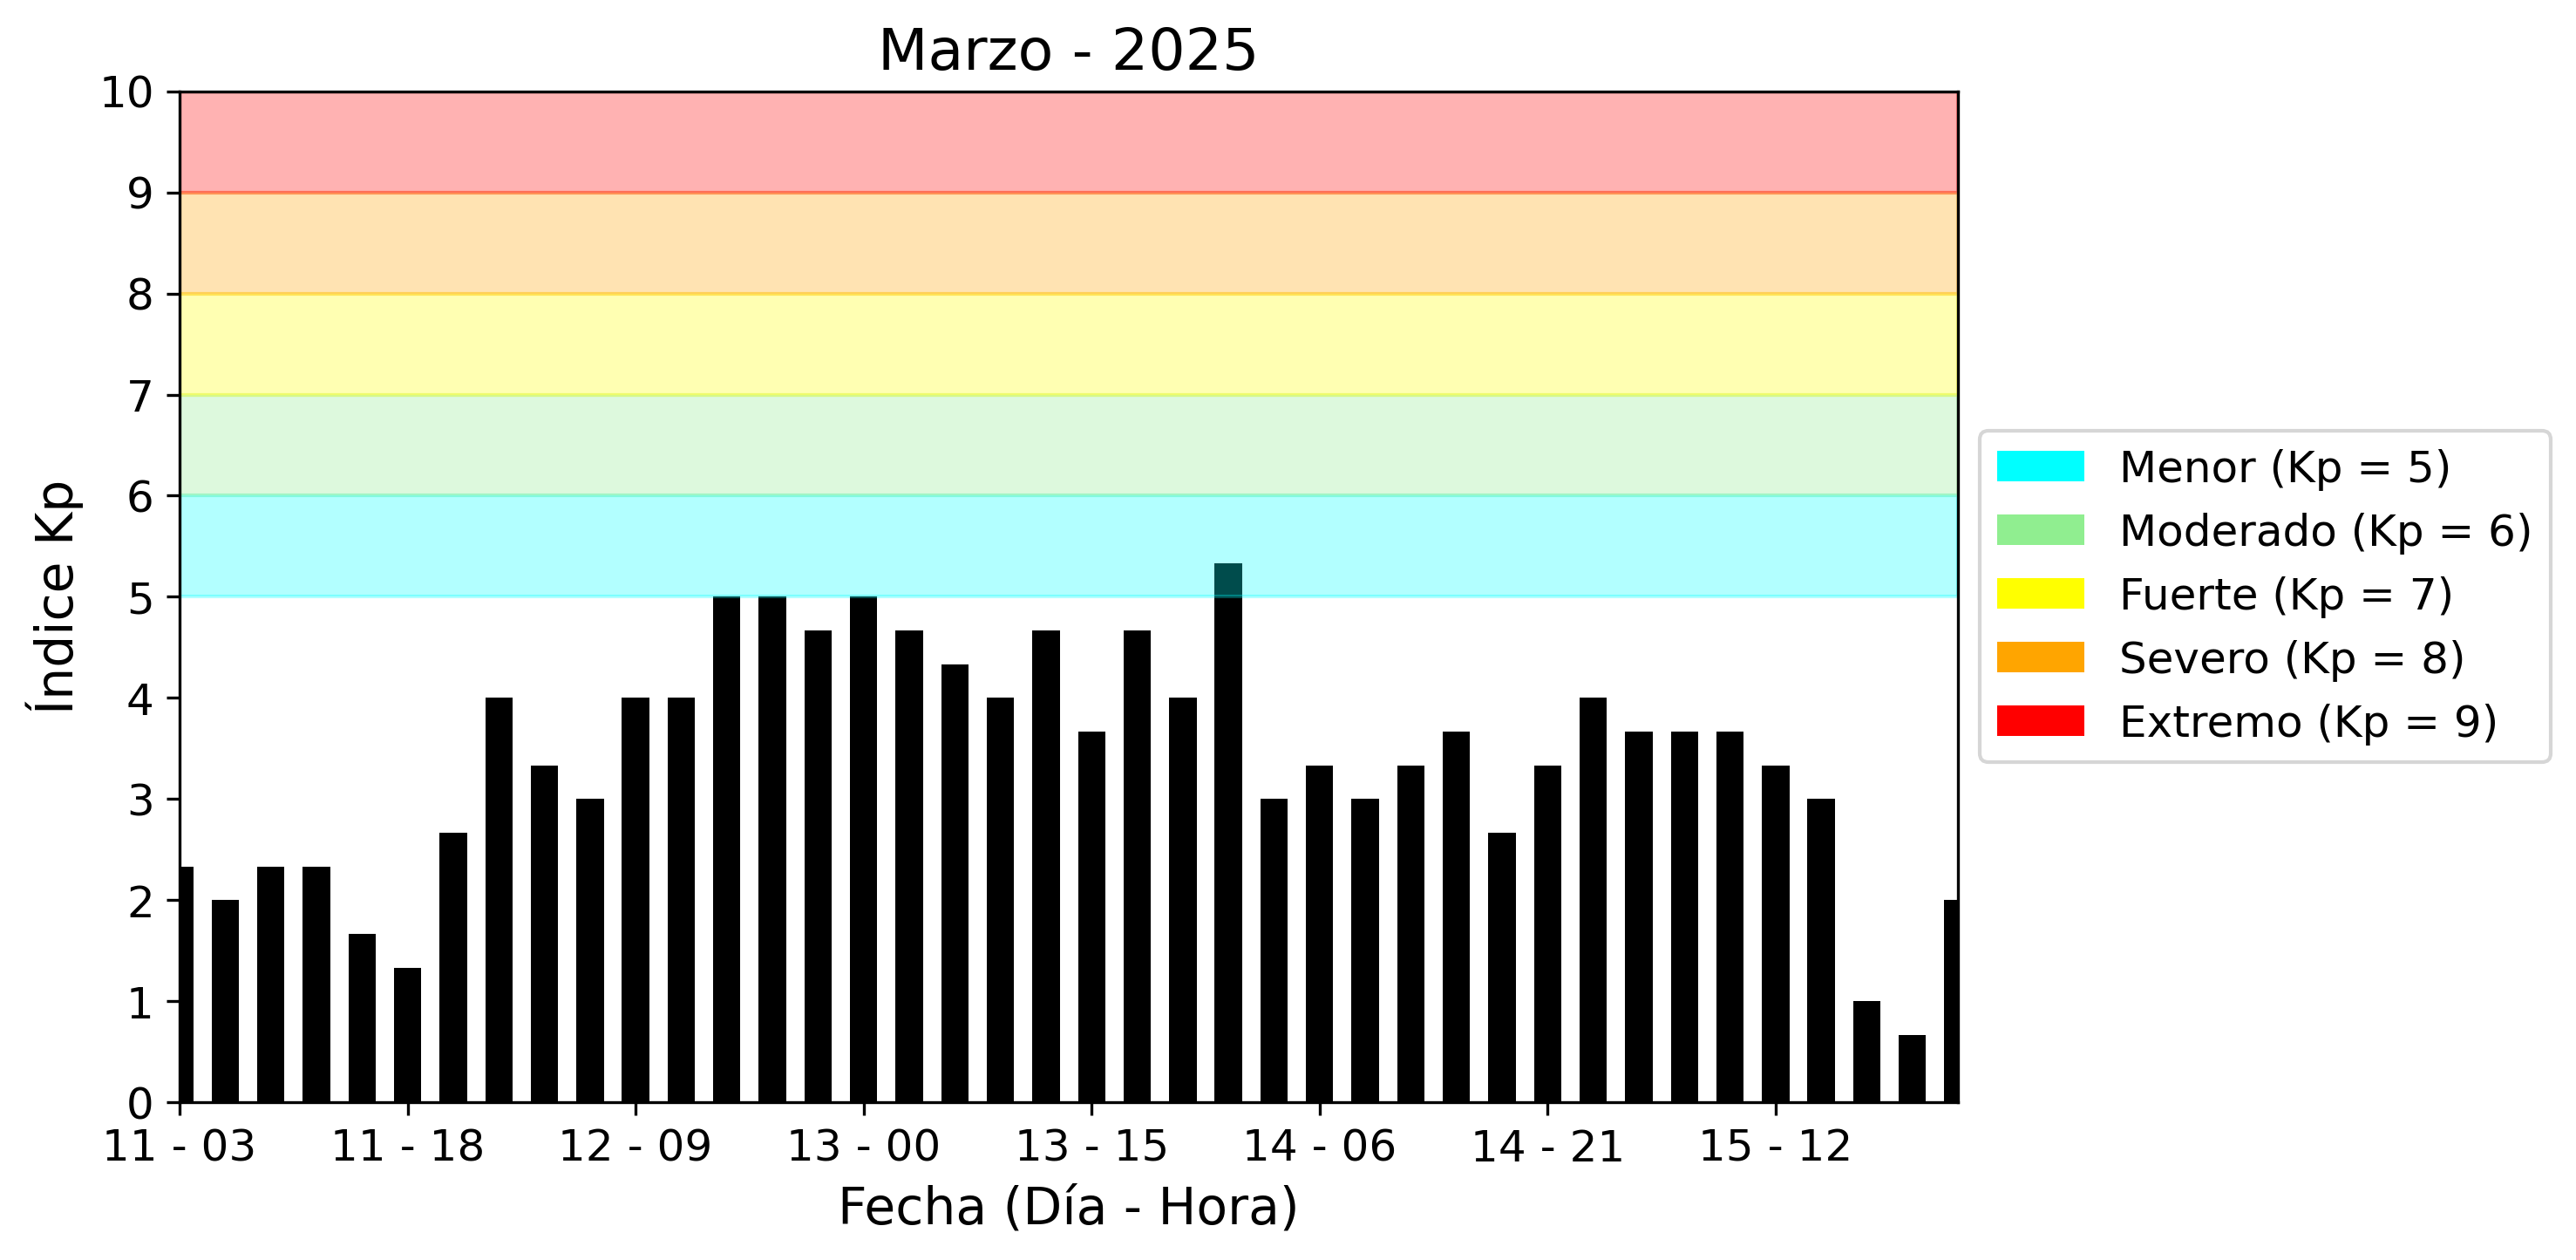 Marzo - 2025
10
9
8
7
6
5
4
3
2
1
0
Índice Kp
11 - 03
11 - 18
12 - 09
13 - 00
13 - 15
14 - 06
14 - 21
15 - 12
Fecha (Día - Hora)
Menor (Kp = 5)
Moderado (Kp = 6)
Fuerte (Kp = 7)
Severo (Kp = 8)
Extremo (Kp = 9)